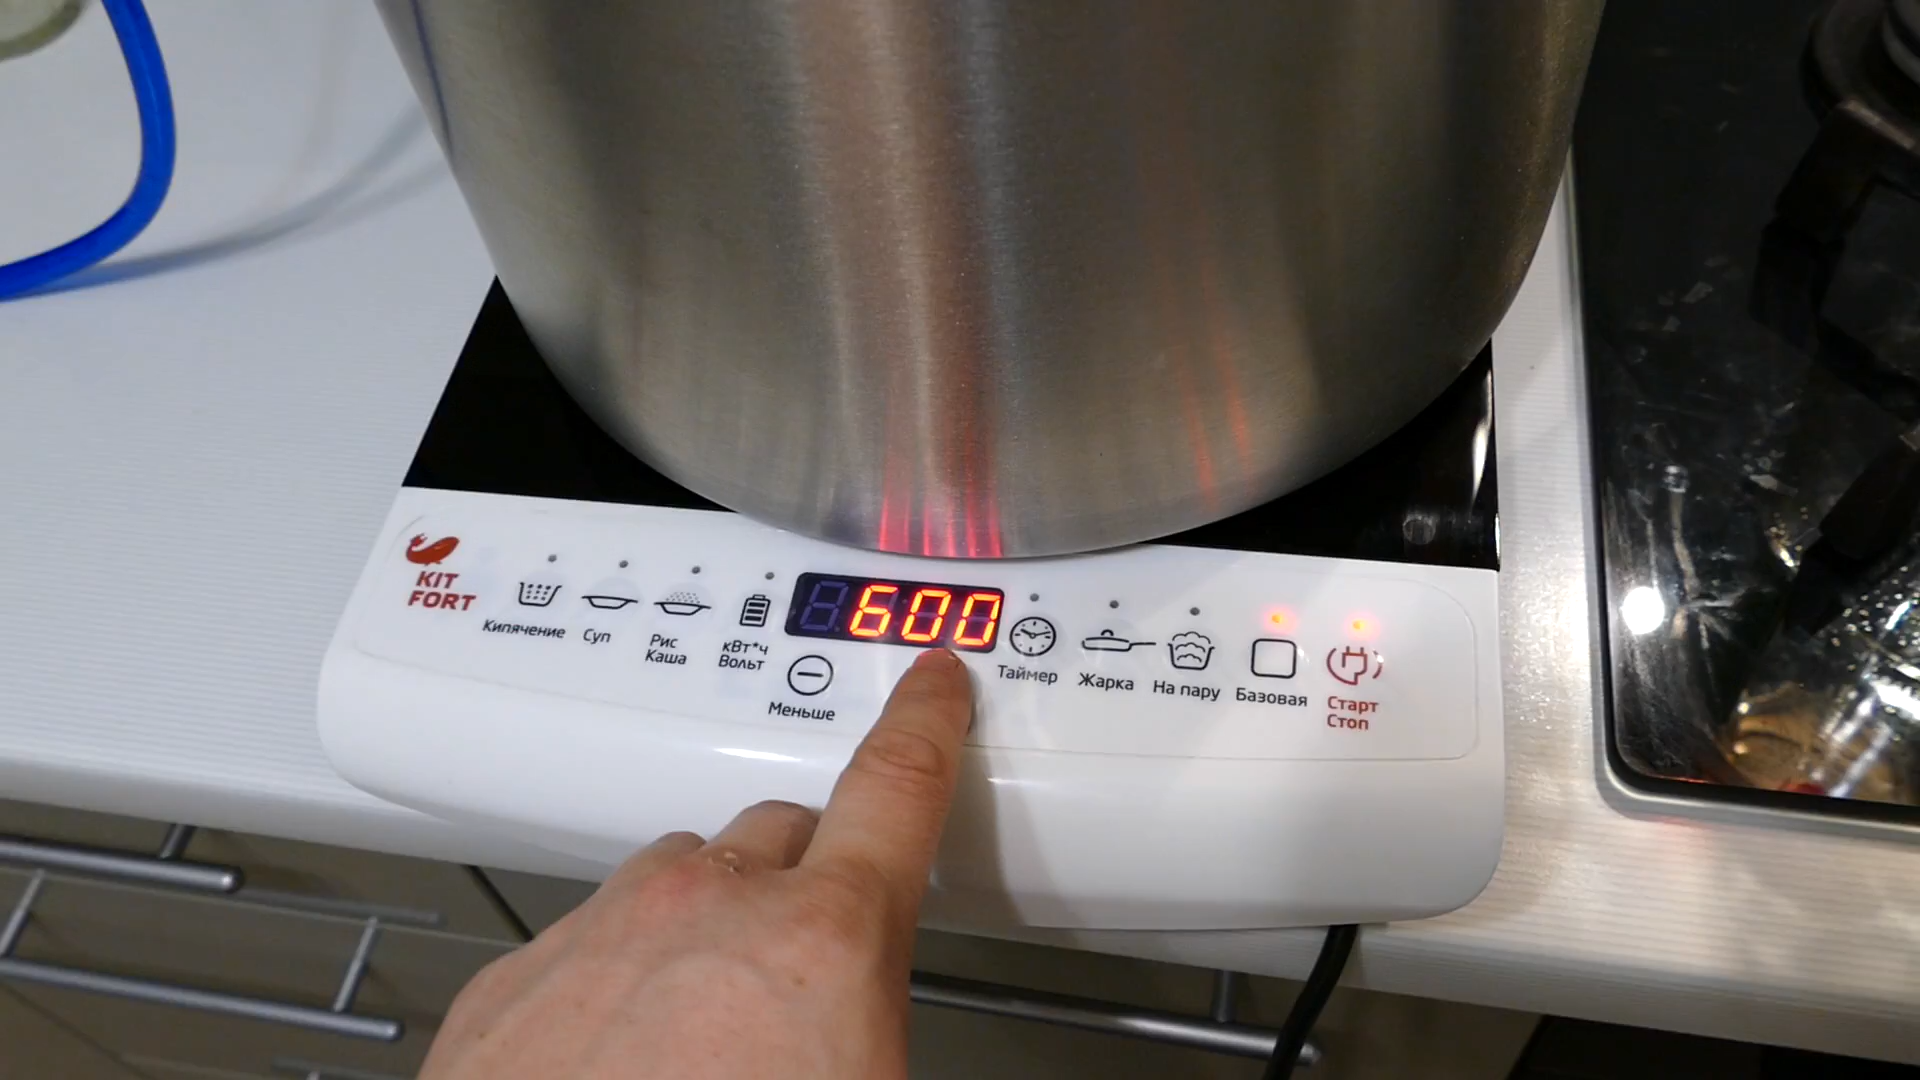 KIT
FORT
Кипячение
Суп
Рис
Каша
кВт*ч
Вольт
600
Меньше
Таймер
Жарка
На пару
Базовая
Старт
Стоп